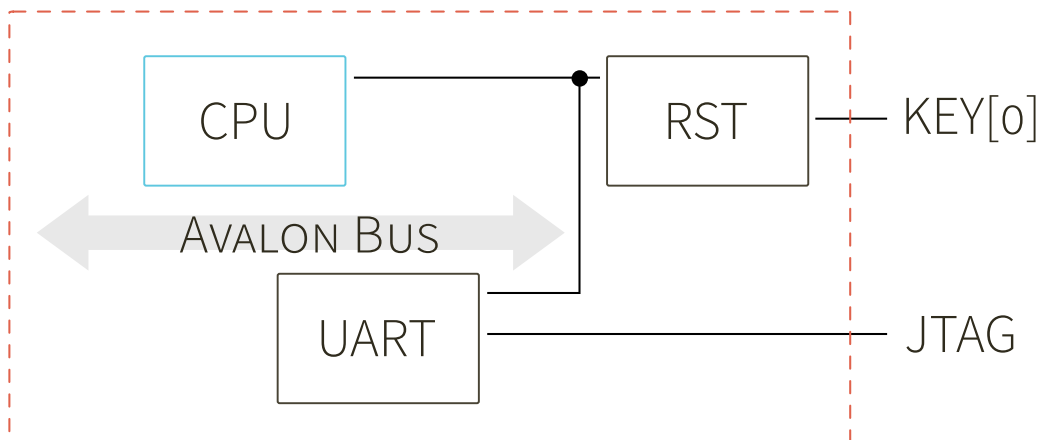 CPU
RST
KEY[0]
Avalon Bus
UART
JTAG